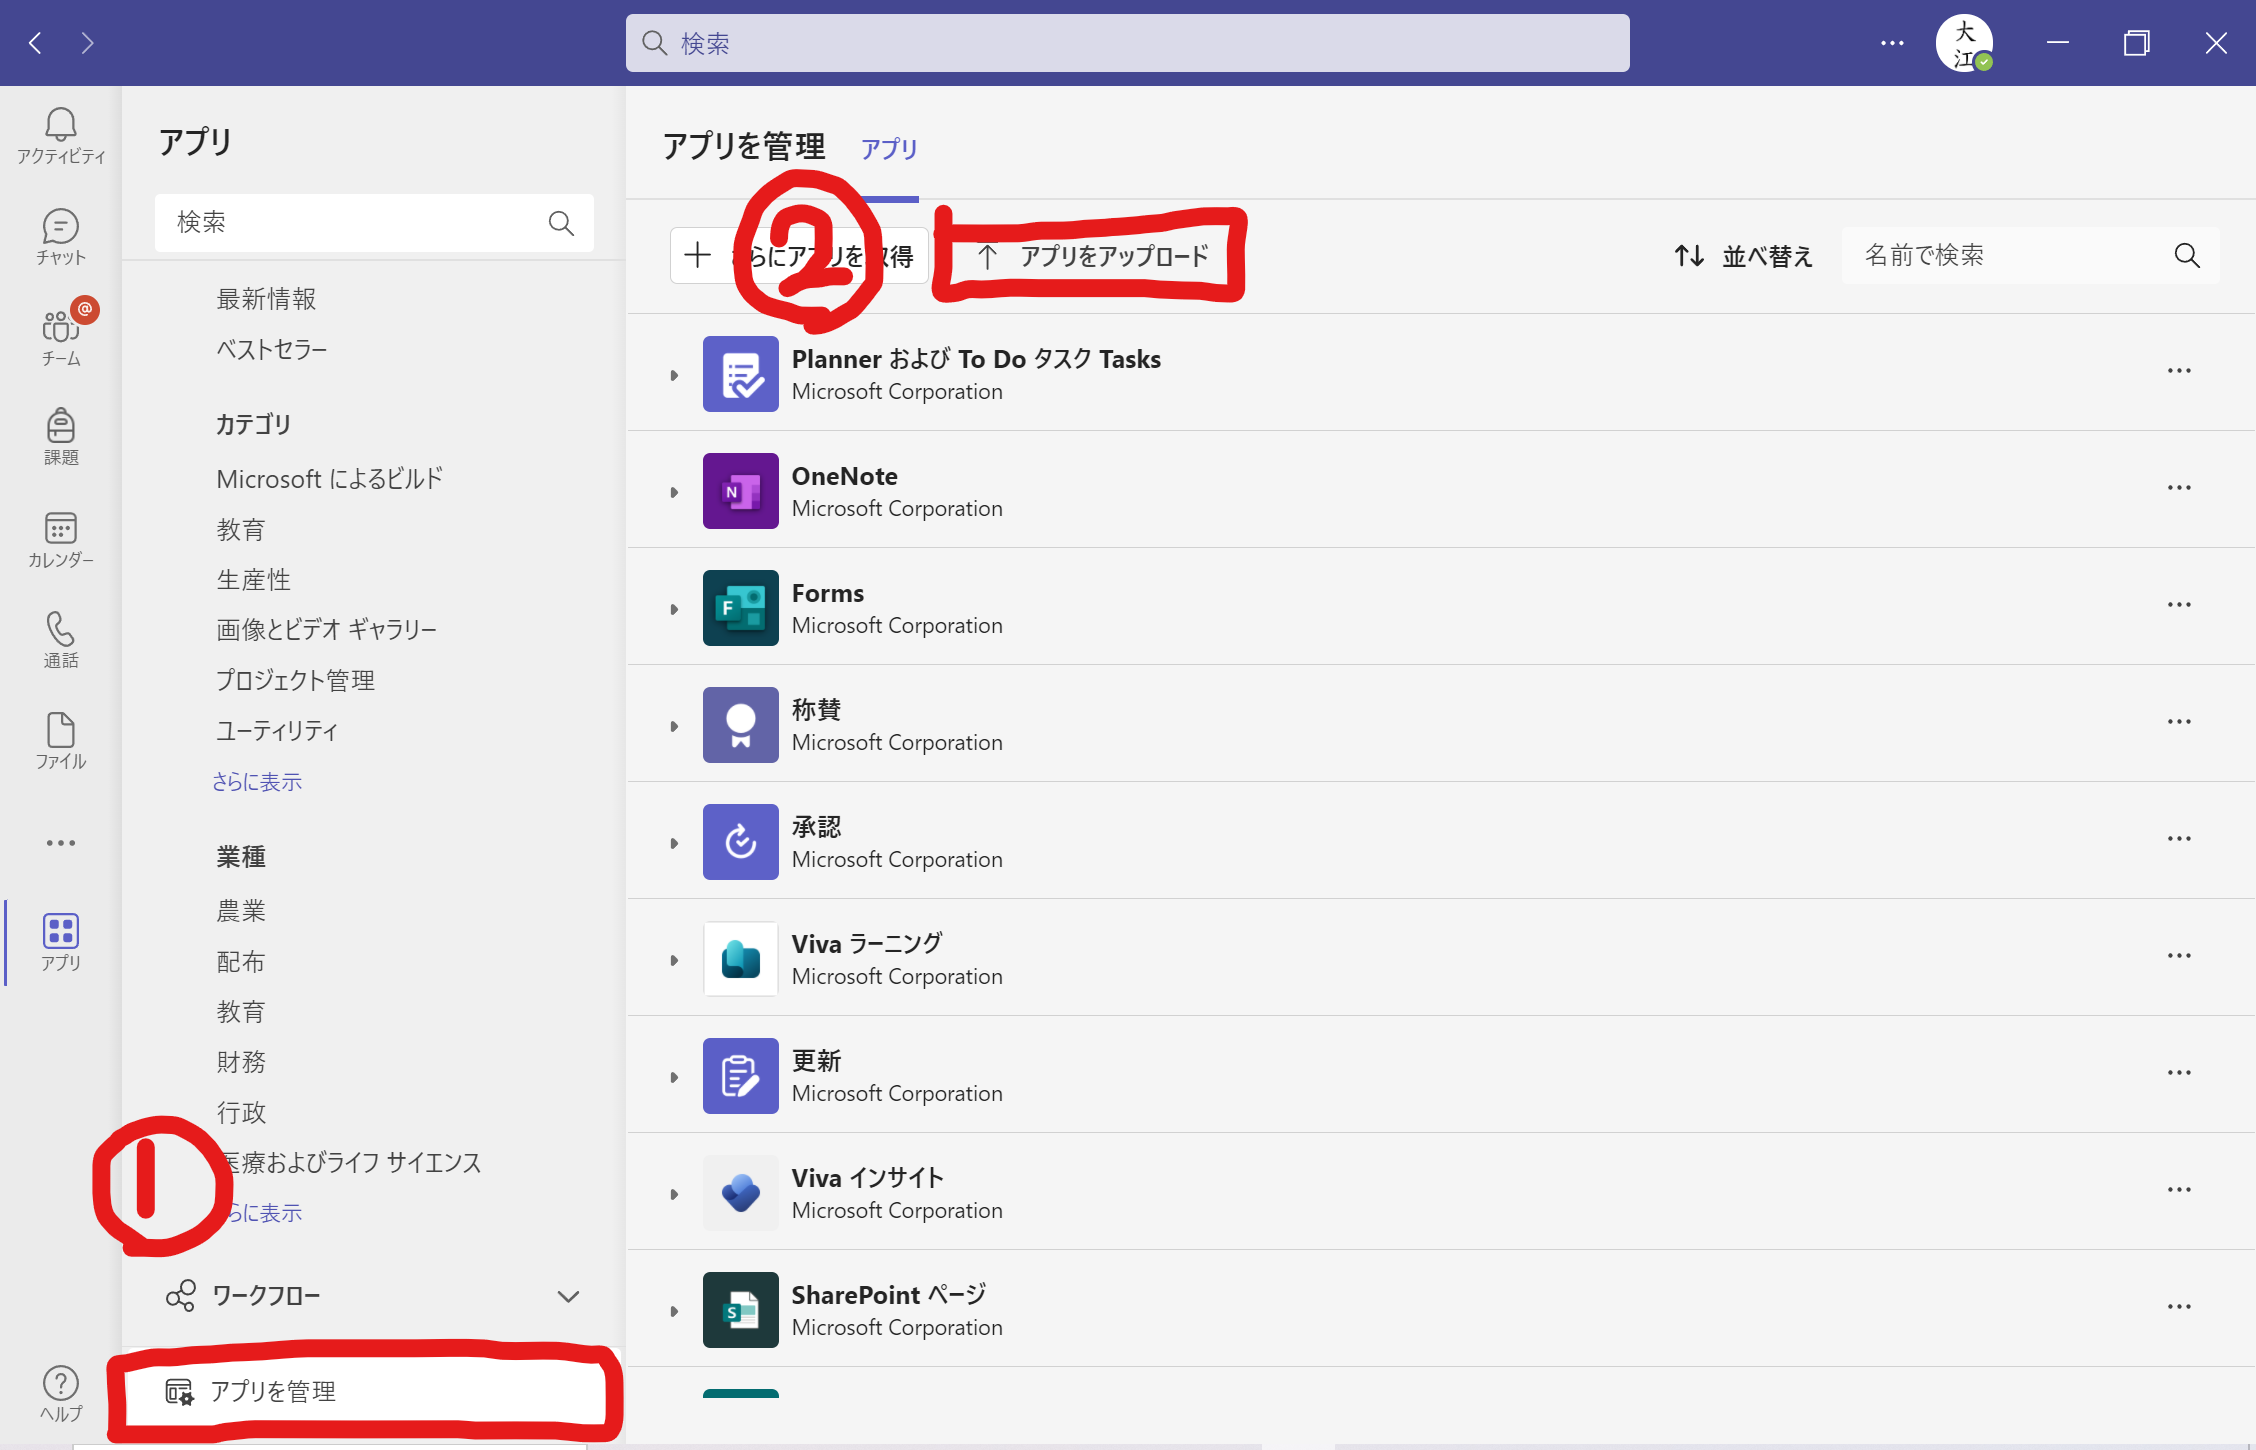 検索
大
江
アクティビティ
チャット
@
チーム
課題
カレンダー
通話
ファイル
アプリ
ヘルプ
アプリ
検索
最新情報
ベストセラー
カテゴリ
Microsoft によるビルド
教育
生産性
画像とビデオ ギャラリー
プロジェクト管理
ユーティリティ
さらに表示
業種
農業
配布
教育
財務
行政
医療およびライフ サイエンス
らに表示
1
ワークフロー
アプリを管理
アプリを管理 アプリ
2
さらにアプリを取得 アプリをアップロード 並べ替え 名前で検索
Planner および To Do タスク Tasks
Microsoft Corporation
N
OneNote
Microsoft Corporation
F
Forms
Microsoft Corporation
称賛
Microsoft Corporation
承認
Microsoft Corporation
Viva ラーニング
Microsoft Corporation
更新
Microsoft Corporation
Viva インサイト
Microsoft Corporation
S
SharePoint ページ
Microsoft Corporation